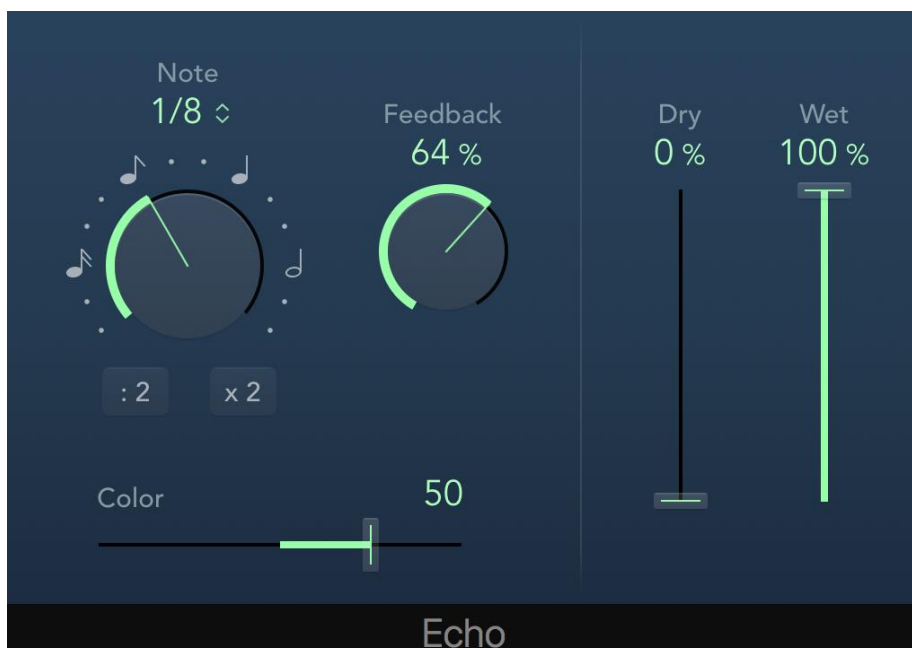 Note
1/8
Feedback
64 %
Dry
0 %
Wet
100 %
: 2
x 2
Color
50
Echo